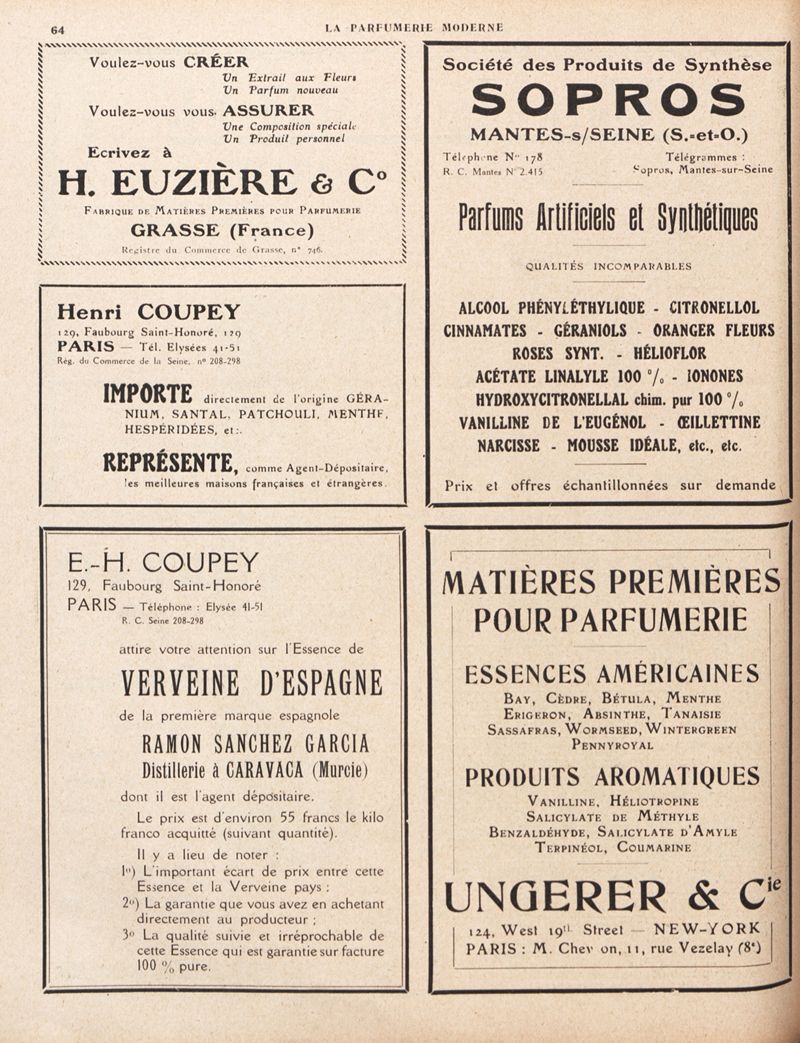 64
LA PARFUMERIE MODERNE
Voulez-vous CRÉER
Un Extrait aux Fleurs
Un Parfum nouveau
Voulez-vous vous ASSURER
Une Composition spéciale
Un Produit personnel
Ecrivez à
H. EUZIÈRE & Cº
FABRIQUE DE MATIÈRES PREMIÈRES POUR PARFUMERIE
GRASSE (France)
Registre du Commerce de Grasse, nº 746.
Henri COUPEY
129, Faubourg Saint-Honoré, 129
PARIS — Tél. Elysées 41-51
Rég. du Commerce de la Seine, nº 208-298
IMPORTE directement de l'origine GÉRA-
NIUM, SANTAL, PATCHOULI, MENTHE,
HESPÉRIDÉES, etc.
REPRÉSENTE, comme Agent-Dépositaire,
les meilleures maisons françaises et étrangères.
E.-H. COUPEY
129, Faubourg Saint-Honoré
PARIS — Téléphone : Elysée 41-51
R. C. Seine 208-298
attire votre attention sur l'Essence de
VERVEINE D'ESPAGNE
de la première marque espagnole
RAMON SANCHEZ GARCIA
Distillerie à CARAVACA (Murcie)
dont il est l'agent dépositaire.
Le prix est d'environ 55 francs le kilo
franco acquitté (suivant quantité).
Il y a lieu de noter :
1º) L'important écart de prix entre cette
Essence et la Verveine pays ;
2º) La garantie que vous avez en achetant
directement au producteur ;
3º La qualité suivie et irréprochable de
cette Essence qui est garantie sur facture
100 % pure.
Société des Produits de Synthèse
SOPROS
MANTES-s/SEINE (S.-et-O.)
Téléphone Nº 178
Télégrammes :
R. C. Mantes Nº 2.415
Sopros, Mantes-sur-Seine
Parfums Artificiels et Synthétiques
QUALITÉS INCOMPARABLES
ALCOOL PHÉNYLÉTHYLIQUE - CITRONELLOL
CINNAMATES - GÉRANIOLS - ORANGER FLEURS
ROSES SYNT. - HÉLIOFLOR
ACÉTATE LINALYLE 100 % - IONONES
HYDROXYCITRONELLAL chim. pur 100 %
VANILLINE DE L'EUGÉNOL - ŒILLETTINE
NARCISSE - MOUSSE IDÉALE, etc., etc.
Prix et offres échantillonnées sur demande
MATIÈRES PREMIÈRES
POUR PARFUMERIE
ESSENCES AMÉRICAINES
BAY, CÈDRE, BÉTULA, MENTHE
ERIGERON, ABSINTHE, TANAISIE
SASSAFRAS, WORMSEED, WINTERGREEN
PENNYROYAL
PRODUITS AROMATIQUES
VANILLINE, HÉLIOTROPINE
SALICYLATE DE MÉTHYLE
BENZALDÉHYDE, SALICYLATE D'AMYLE
TERPINÉOL, COUMARINE
UNGERER & Cie
124, West 19th Street — NEW-YORK
PARIS : M. Chev on, 11, rue Vezelay (8e)